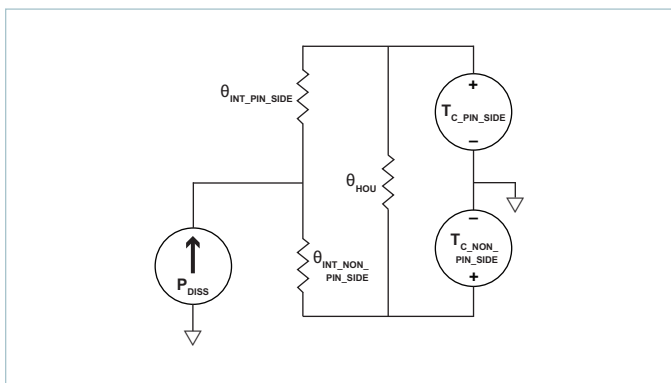 θINT_PIN_SIDE
+
TC_PIN_SIDE
–
θHOU
–
TC_NON_
PIN_SIDE
+
θINT_NON_
PIN_SIDE
PDISS